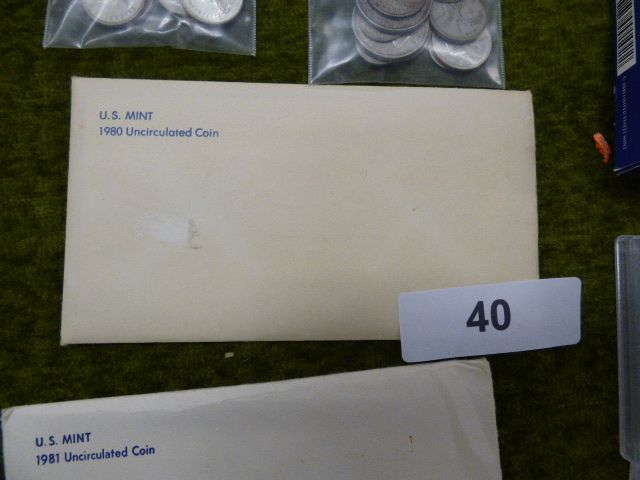 U.S. MINT
1980 Uncirculated Coin
40
U.S. MINT
1981 Uncirculated Coin